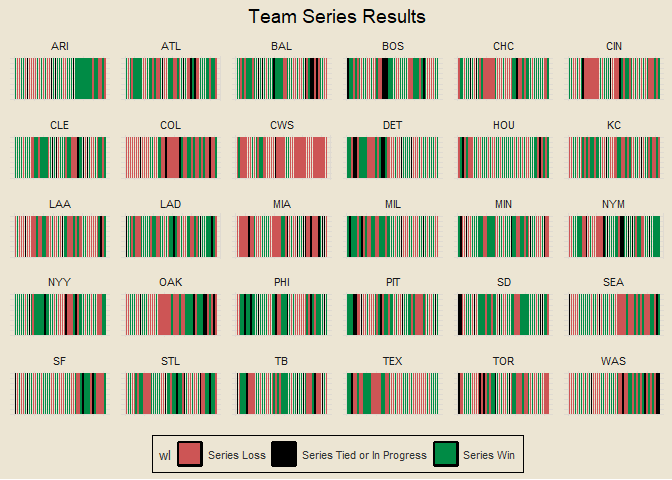 Team Series Results
ARI ATL BAL BOS CHC CIN
CLE COL CWS DET HOU KC
LAA LAD MIA MIL MIN NYM
NYY OAK PHI PIT SD SEA
SF STL TB TEX TOR WAS
wl Series Loss Series Tied or In Progress Series Win